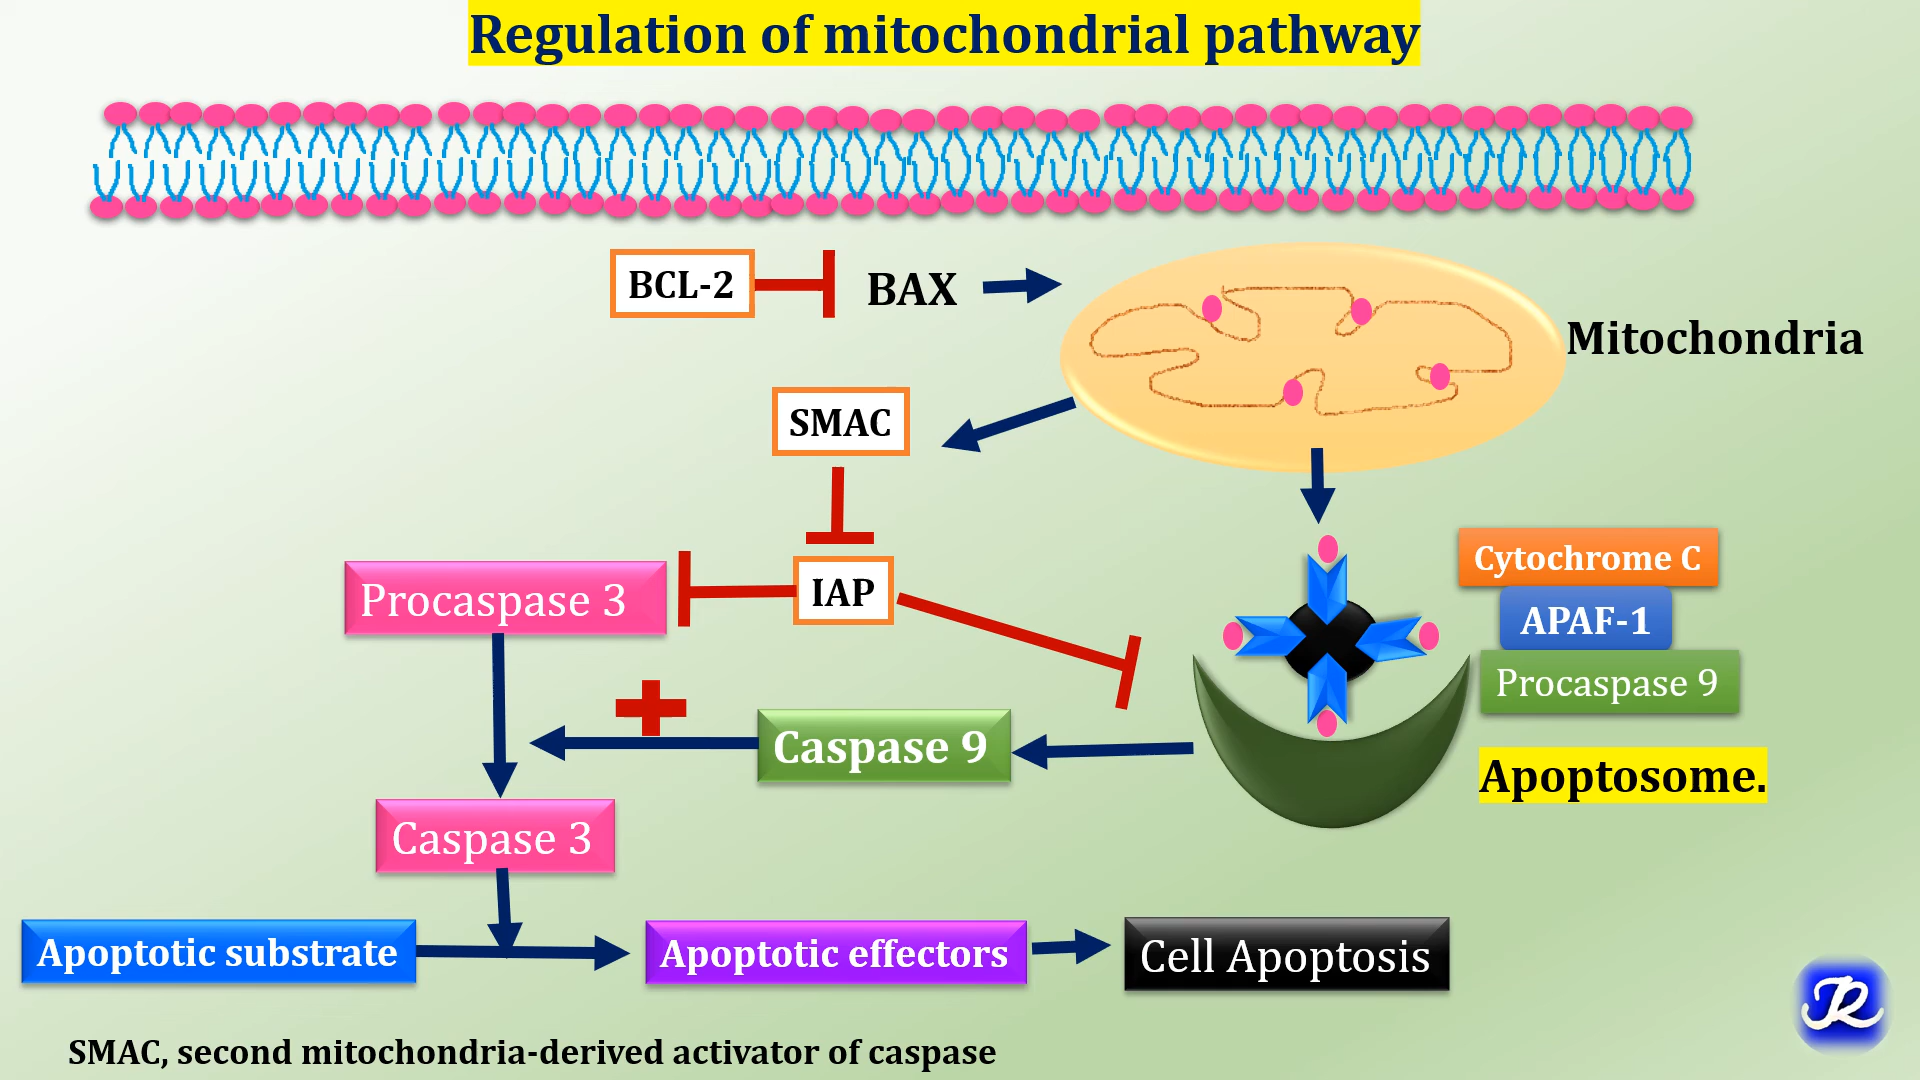 Regulation of mitochondrial pathway
BCL-2
BAX
Mitochondria
SMAC
Cytochrome C
IAP
Procaspase 3
APAF-1
Procaspase 9
Caspase 9
Apoptosome.
Caspase 3
Apoptotic substrate
Apoptotic effectors
Cell Apoptosis
JR
SMAC, second mitochondria-derived activator of caspase